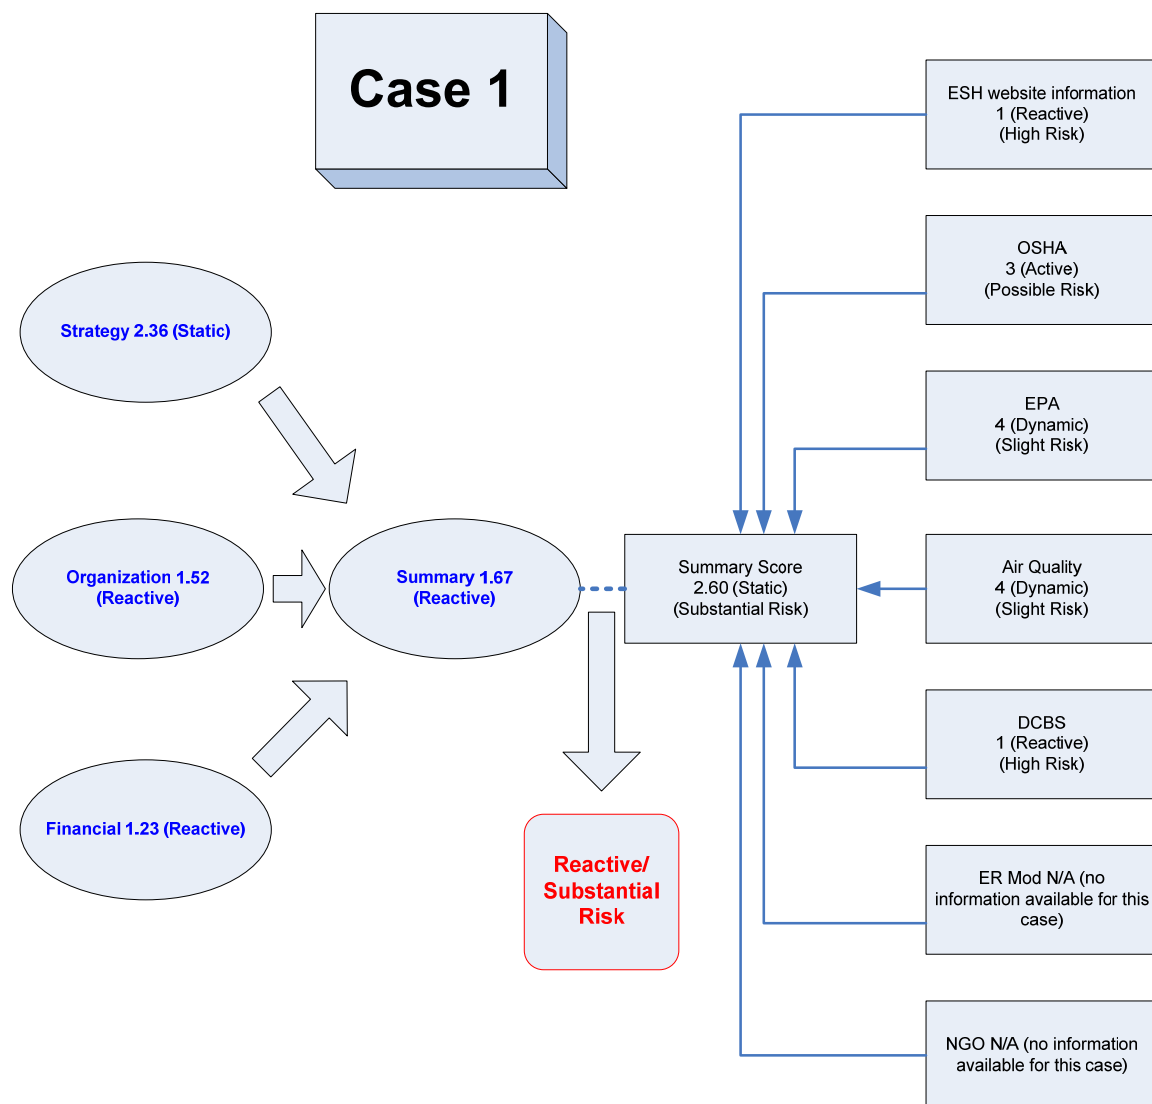 Case 1
ESH website information
1 (Reactive)
(High Risk)
OSHA
3 (Active)
(Possible Risk)
Strategy 2.36 (Static)
EPA
4 (Dynamic)
(Slight Risk)
Organization 1.52
(Reactive)
Summary 1.67
(Reactive)
Summary Score
2.60 (Static)
(Substantial Risk)
Air Quality
4 (Dynamic)
(Slight Risk)
DCBS
1 (Reactive)
(High Risk)
Financial 1.23 (Reactive)
Reactive/
Substantial
Risk
ER Mod N/A (no
information available for this
case)
NGO N/A (no information
available for this case)